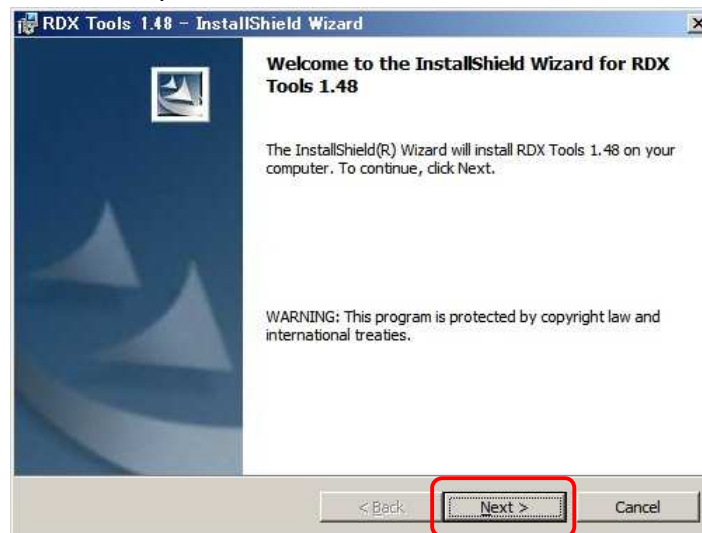 RDX Tools 1.48 - InstallShield Wizard
Welcome to the InstallShield Wizard for RDX
Tools 1.48
The InstallShield(R) Wizard will install RDX Tools 1.48 on your
computer. To continue, click Next.
WARNING: This program is protected by copyright law and
international treaties.
< Back Next > Cancel